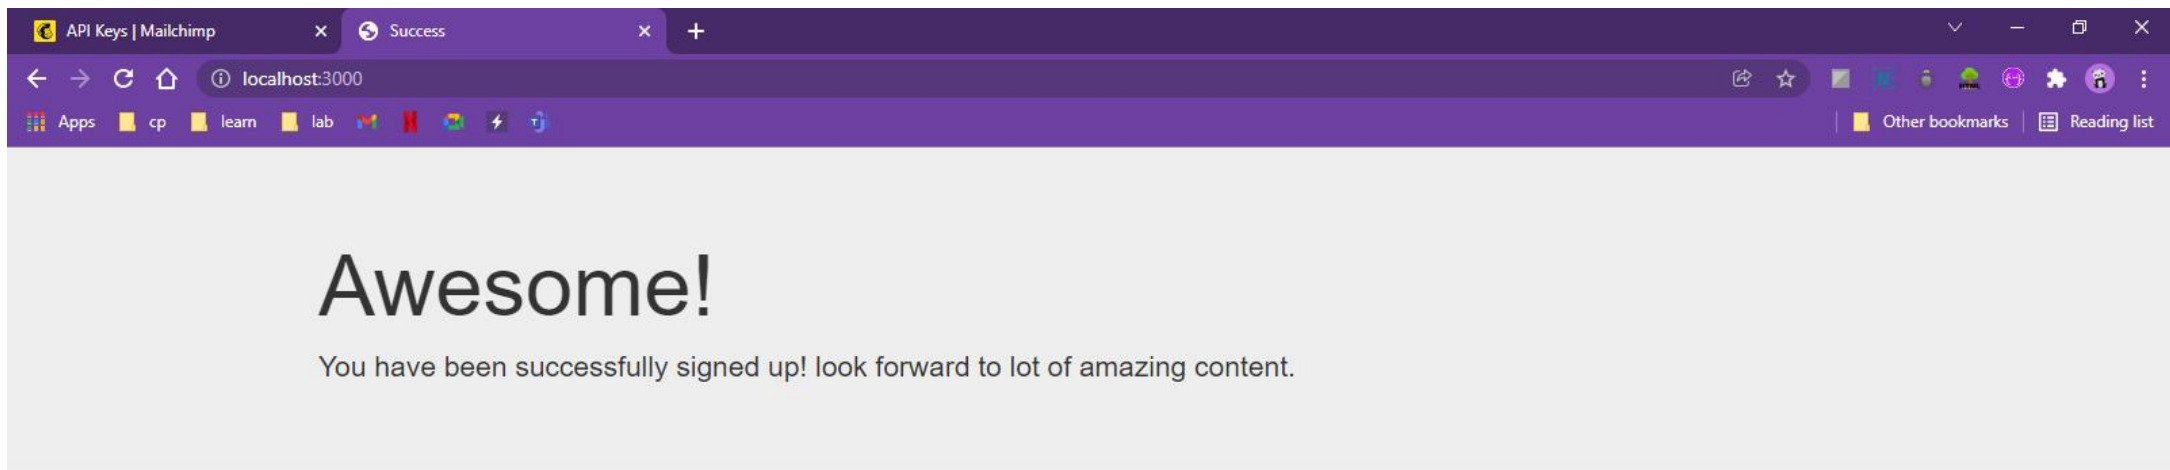 API Keys | Mailchimp
Success
localhost:3000
Apps cp learn lab Other bookmarks Reading list
Awesome!
You have been successfully signed up! look forward to lot of amazing content.